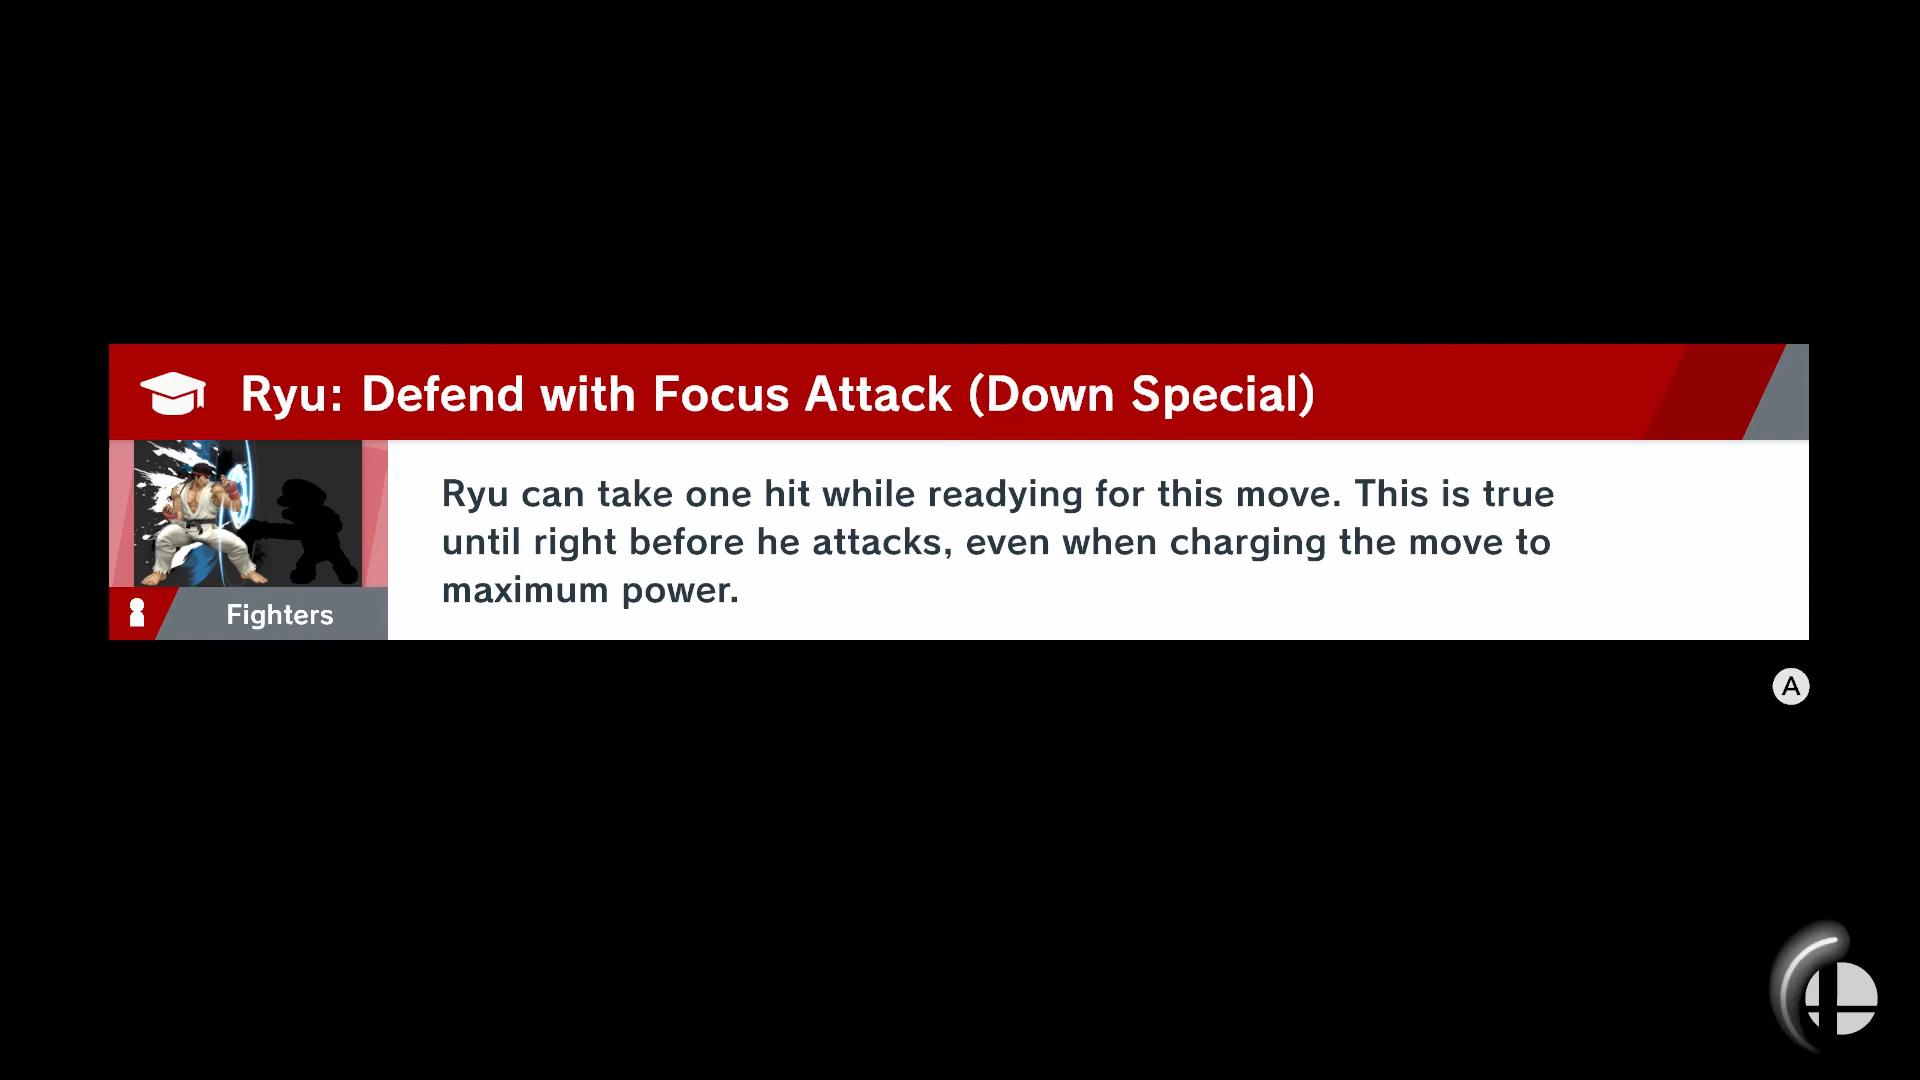 Ryu: Defend with Focus Attack (Down Special)
Ryu can take one hit while readying for this move. This is true
until right before he attacks, even when charging the move to
maximum power.
Fighters
A